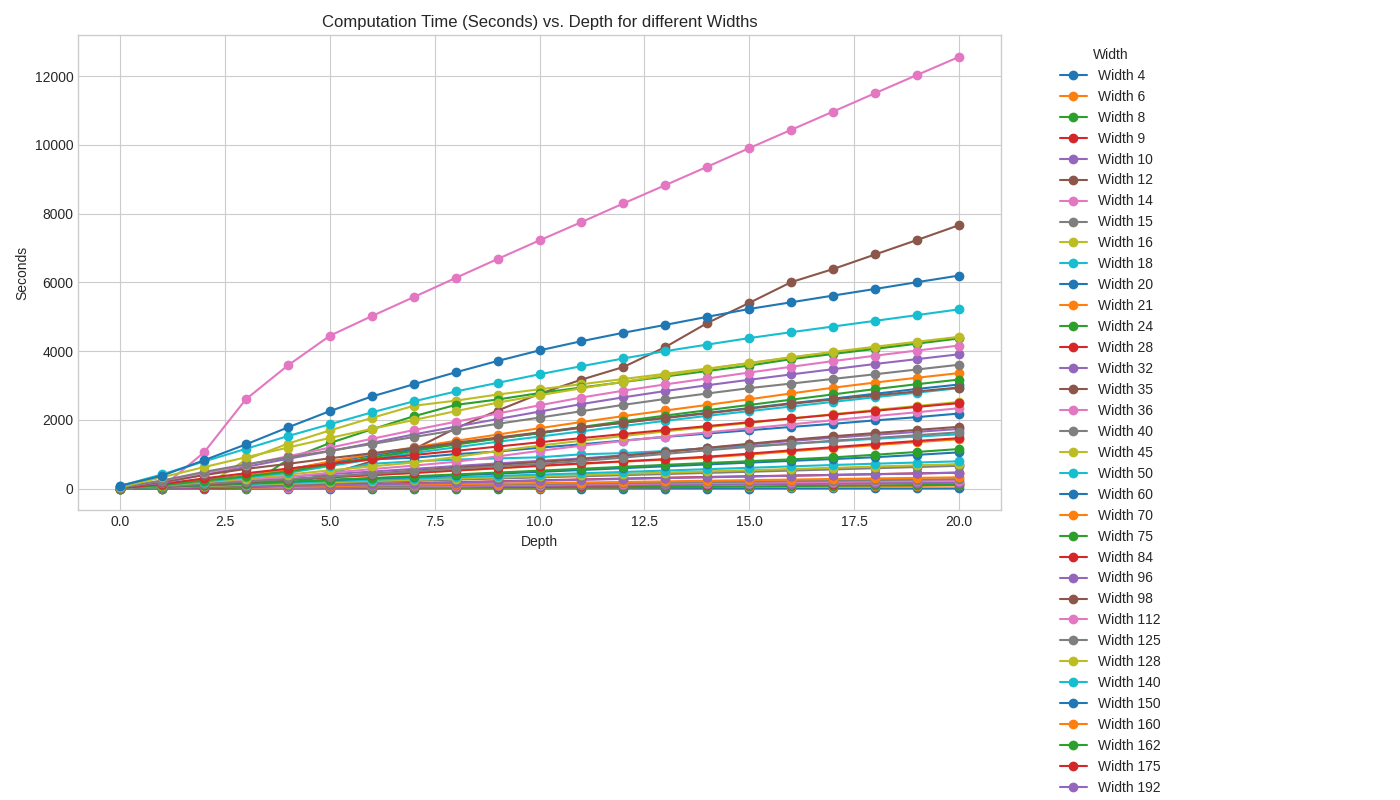 Computation Time (Seconds) vs. Depth for different Widths
Seconds
12000
10000
8000
6000
4000
2000
0
0.0 2.5 5.0 7.5 10.0 12.5 15.0 17.5 20.0
Depth
Width
Width 4
Width 6
Width 8
Width 9
Width 10
Width 12
Width 14
Width 15
Width 16
Width 18
Width 20
Width 21
Width 24
Width 28
Width 32
Width 35
Width 36
Width 40
Width 45
Width 50
Width 60
Width 70
Width 75
Width 84
Width 96
Width 98
Width 112
Width 125
Width 128
Width 140
Width 150
Width 160
Width 162
Width 175
Width 192